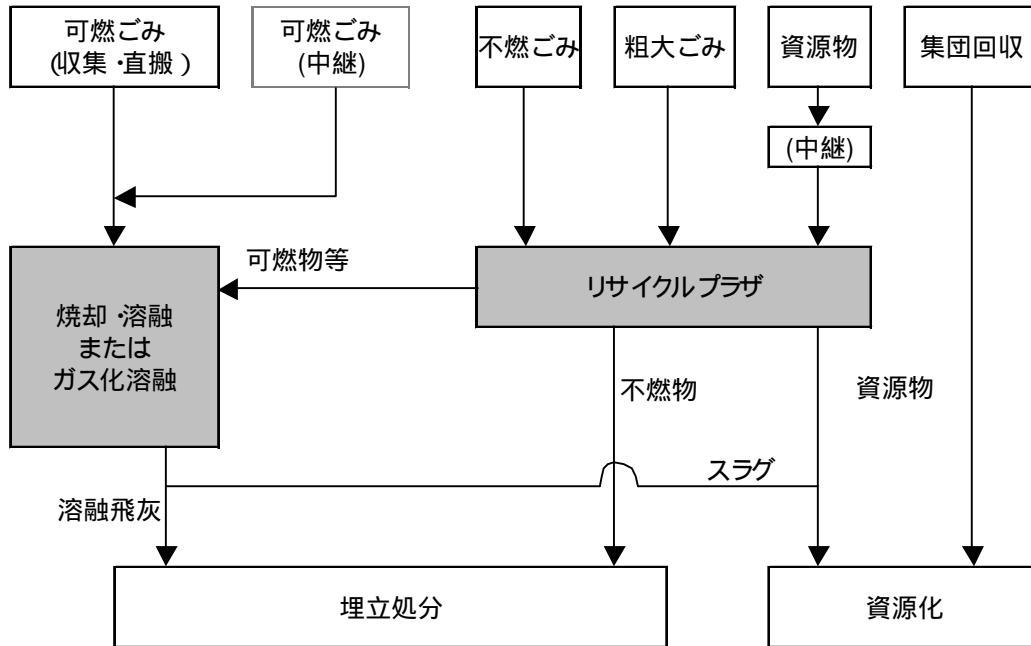 可燃ごみ
(収集・直搬)
可燃ごみ
(中継)
不燃ごみ
粗大ごみ
資源物
集団回収
(中継)
可燃物等
リサイクルプラザ
焼却・溶融
または
ガス化溶融
不燃物
資源物
スラグ
溶融飛灰
埋立処分
資源化